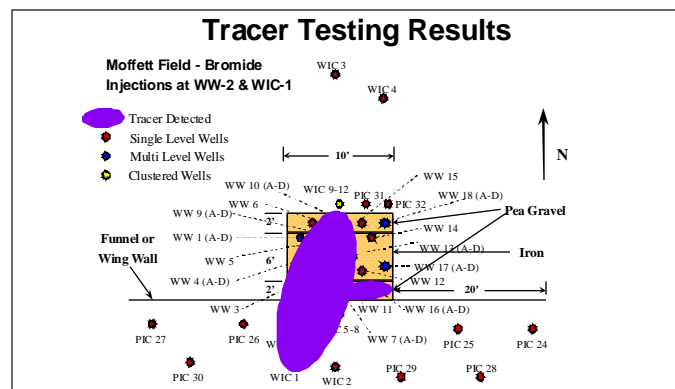 Tracer Testing Results
Moffett Field - Bromide
Injections at WW-2 & WIC-1
WIC 3
WIC 4
Tracer Detected
Single Level Wells
Multi Level Wells
Clustered Wells
N
10'
WW 15
WW 10 (A-D)
WIC 9-12
PIC 31
WW 18 (A-D)
WW 6
PIC 32
Pea Gravel
WW 9 (A-D)
2'
WW 14
Funnel or
Wing Wall
WW 1 (A-D)
WW 13 (A-D)
Iron
WW 5
6'
WW 17 (A-D)
WW 4 (A-D)
WW 12
20'
2'
WW 3
WW 11
WW 16 (A-D)
5-8
WW 7 (A-D)
PIC 27
PIC 26
PIC 25
PIC 24
PIC 30
WIC 1
WIC 2
PIC 29
PIC 28